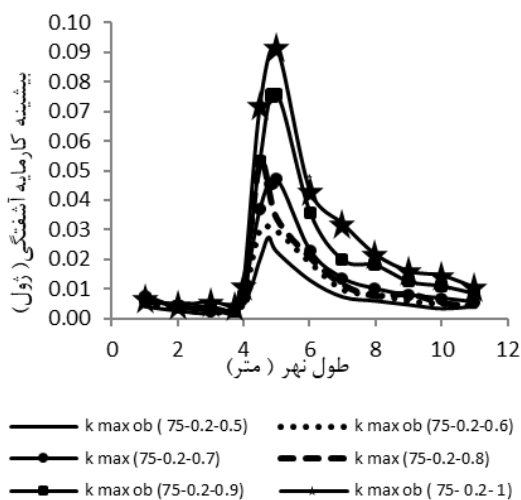 بیشینه کارمایه آشفتگی( ژول)
0.10
0.09
0.08
0.07
0.06
0.05
0.04
0.03
0.02
0.01
0.00
0 2 4 6 8 10 12
طول نهر ( متر)
k max ob ( 75-0.2-0.5) k max ob (75-0.2-0.6)
k max (75-0.2-0.7) k max (75-0.2-0.8)
k max ob (75-0.2-0.9) k max ob ( 75- 0.2- 1)